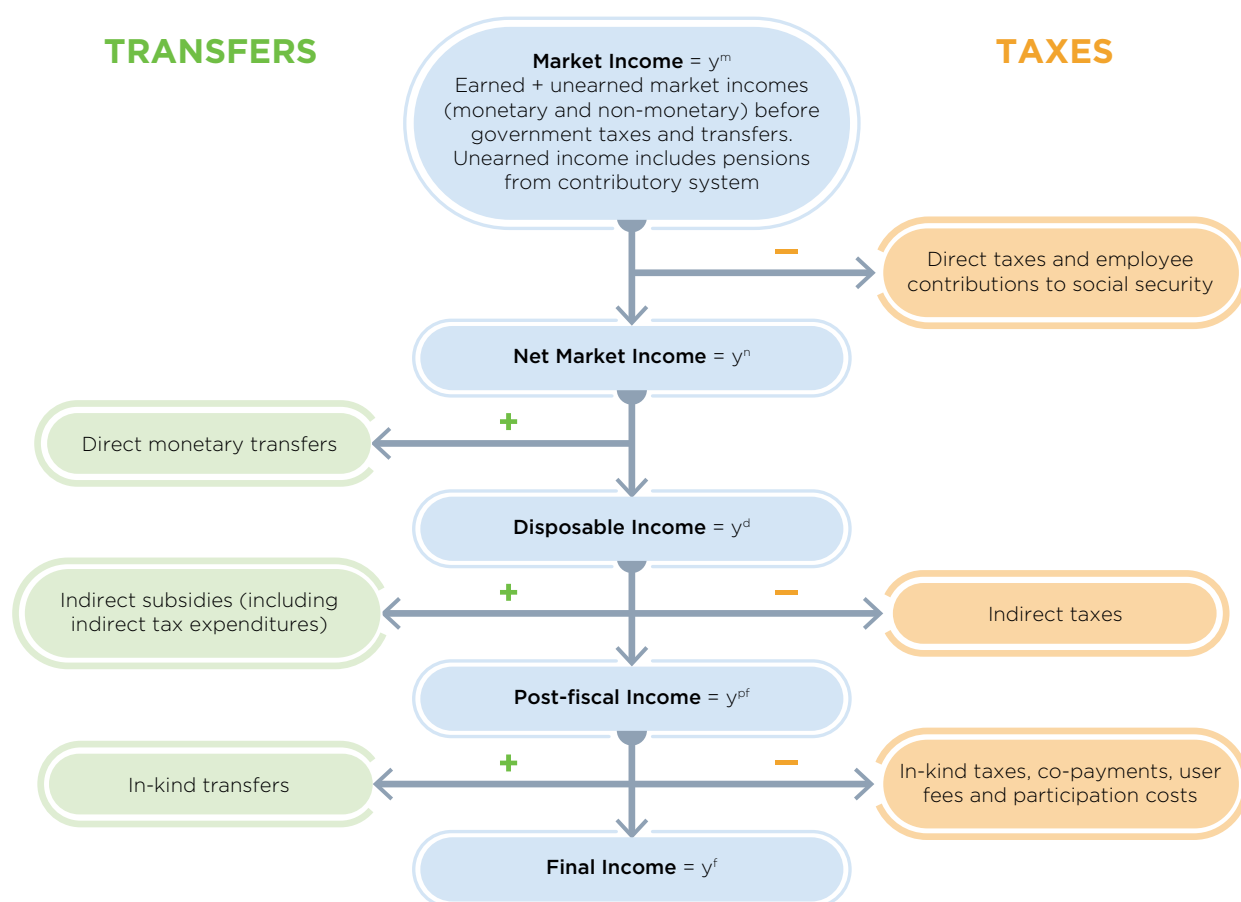 TRANSFERS
TAXES
Market Income = yᵐ
Earned + unearned market incomes
(monetary and non-monetary) before
government taxes and transfers.
Unearned income includes pensions
from contributory system
−
Direct taxes and employee
contributions to social security
Net Market Income = yⁿ
+
Direct monetary transfers
Disposable Income = yᵈ
+
−
Indirect subsidies (including
indirect tax expenditures)
Indirect taxes
Post-fiscal Income = yᵖᶠ
+
−
In-kind transfers
In-kind taxes, co-payments, user
fees and participation costs
Final Income = yᶠ